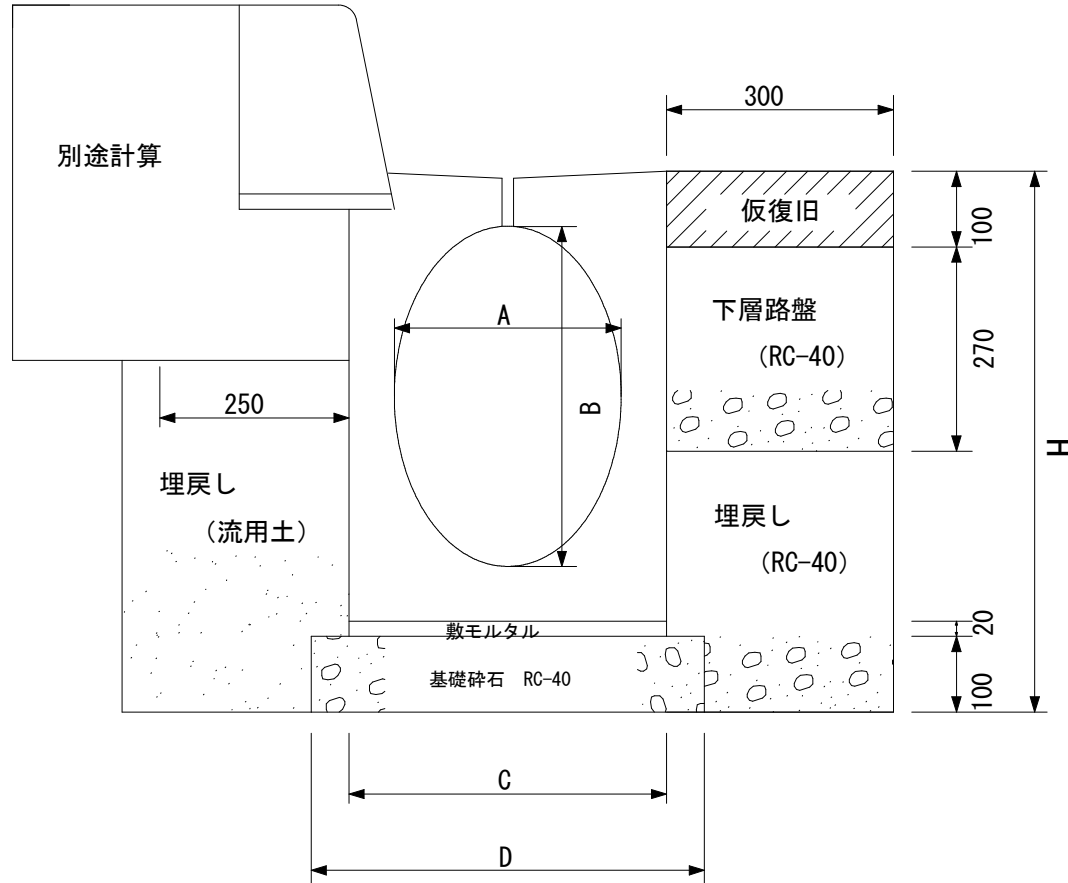 300
別途計算
仮復旧
100
A
下層路盤
(RC-40)
270
B
250
H
埋戻し
(流用土)
埋戻し
(RC-40)
敷モルタル
20
基礎砕石 RC-40
100
C
D